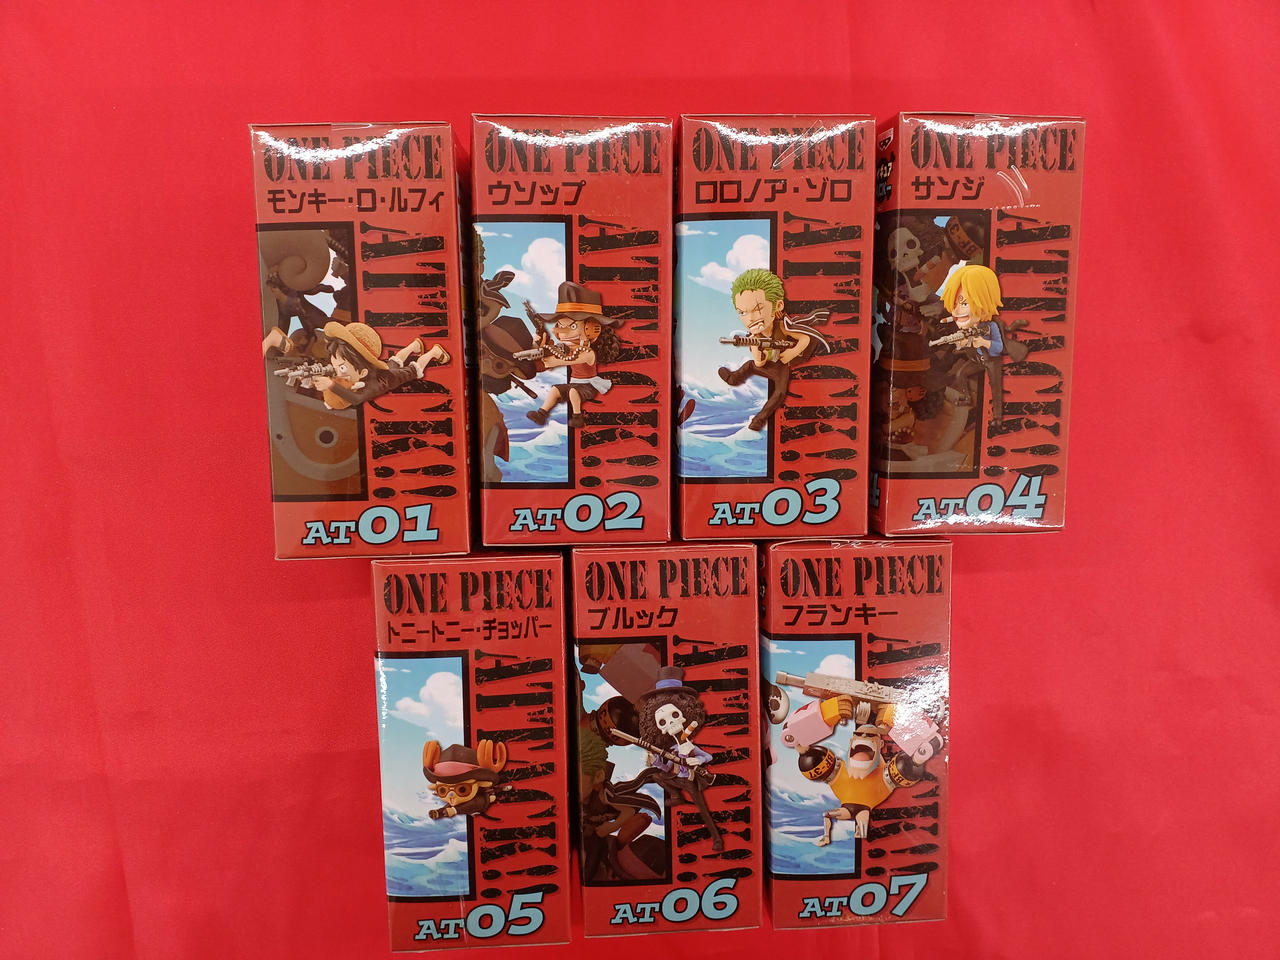 ONE PIECE
モンキー・D・ルフィ
ATTACK!!
AT01
ONE PIECE
ウソップ
ATTACK!!
AT02
ONE PIECE
ロロノア・ゾロ
ATTACK!!
AT03
ONE PIECE
サンジ
ATTACK!!
AT04
ONE PIECE
トニートニー・チョッパー
ATTACK!!
AT05
ONE PIECE
ブルック
ATTACK!!
AT06
ONE PIECE
フランキー
ATTACK!!
AT07